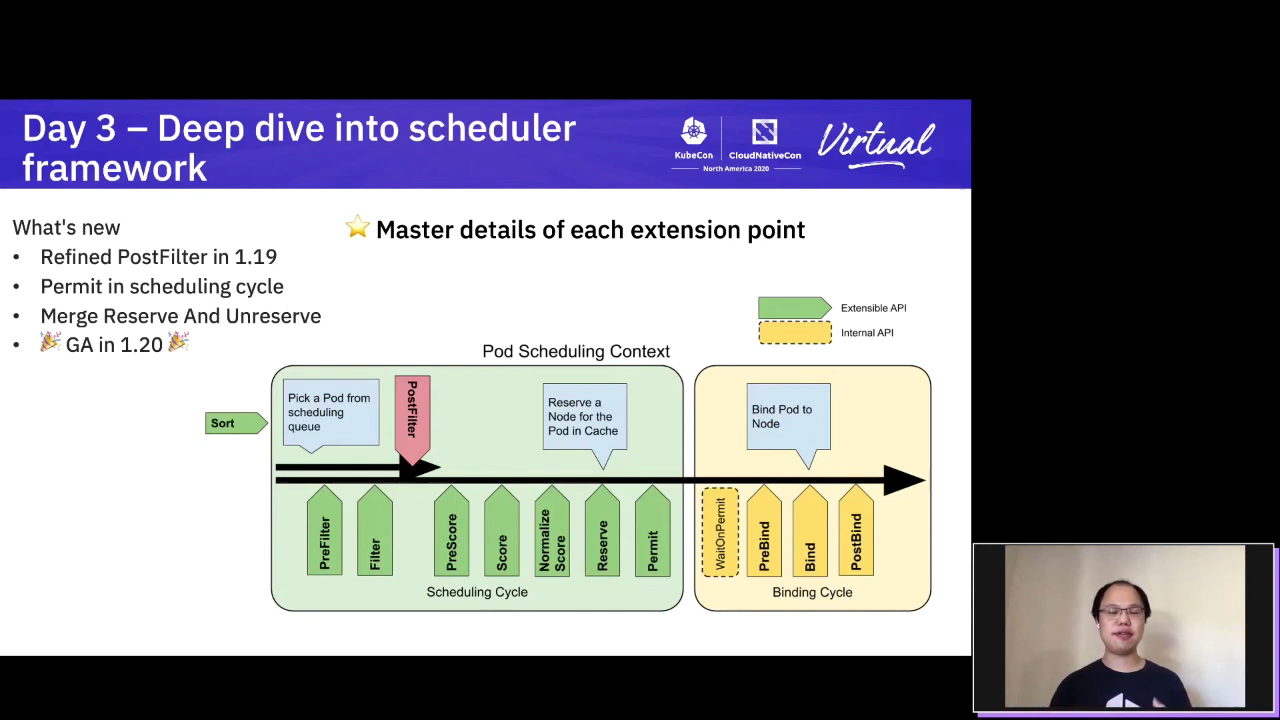 Day 3 – Deep dive into scheduler
framework
KubeCon
CloudNativeCon
North America 2020
Virtual
What's new
• Refined PostFilter in 1.19
• Permit in scheduling cycle
• Merge Reserve And Unreserve
• 🎉 GA in 1.20 🎉
⭐ Master details of each extension point
Extensible API
Internal API
Pod Scheduling Context
Sort
Pick a Pod from
scheduling
queue
PostFilter
Reserve a
Node for the
Pod in Cache
Bind Pod to
Node
PreFilter
Filter
PreScore
Score
Normalize
Score
Reserve
Permit
WaitOnPermit
PreBind
Bind
PostBind
Scheduling Cycle
Binding Cycle